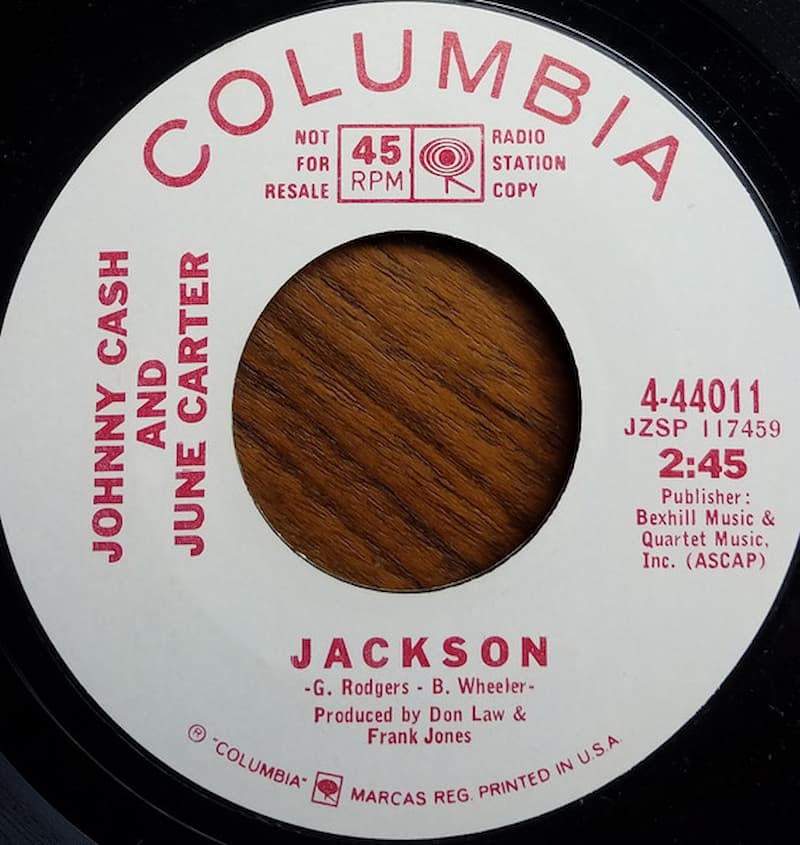 COLUMBIA
NOT
FOR
RESALE
45
RPM
RADIO
STATION
COPY
JOHNNY CASH
AND
JUNE CARTER
4-44011
JZSP 117459
2:45
Publisher:
Bexhill Music &
Quartet Music,
Inc. (ASCAP)
JACKSON
-G. Rodgers - B. Wheeler-
Produced by Don Law &
Frank Jones
Ⓡ "COLUMBIA" MARCAS REG. PRINTED IN U.S.A.